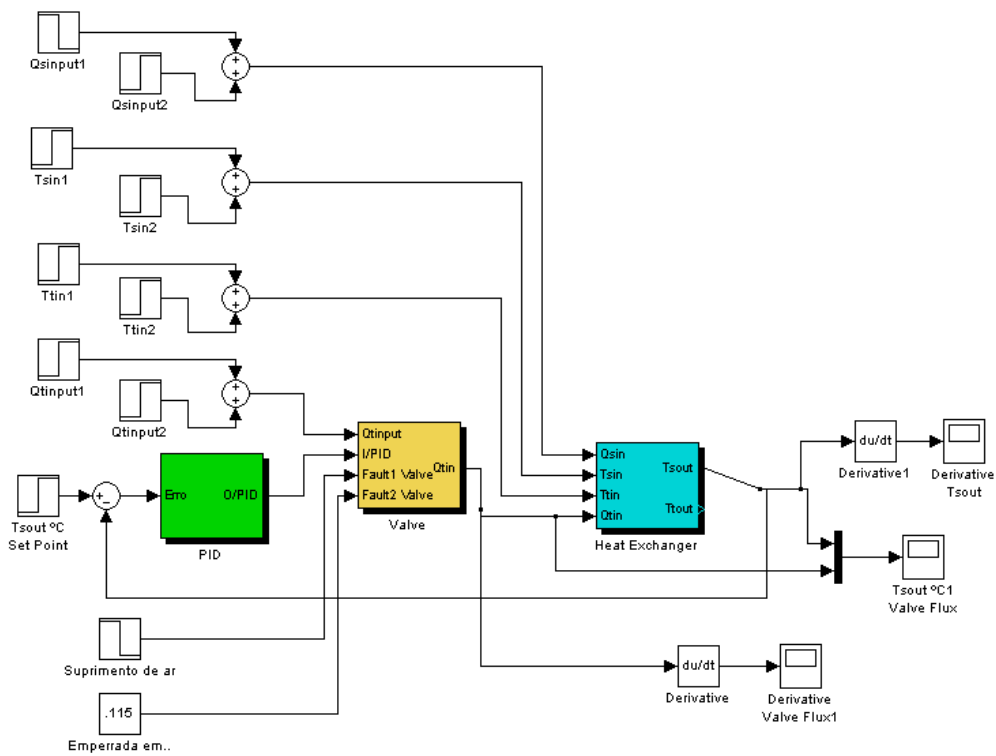 Qsinput1
+
+
Qsinput2
Tsin1
+
+
Tsin2
Ttin1
+
+
Ttin2
Qtinput1
+
+
Qtinput2
Tsout ºC
Set Point
+
−
Erro
O/PID
PID
Qtinput
I/PID
Fault1 Valve
Fault2 Valve
Qtin
Valve
Qsin
Tsin
Ttin
Qtin
Tsout
Ttout
Heat Exchanger
du/dt
Derivative1
Derivative
Tsout
Tsout ºC1
Valve Flux
Suprimento de ar
.115
Emperrada em..
du/dt
Derivative
Derivative
Valve Flux1